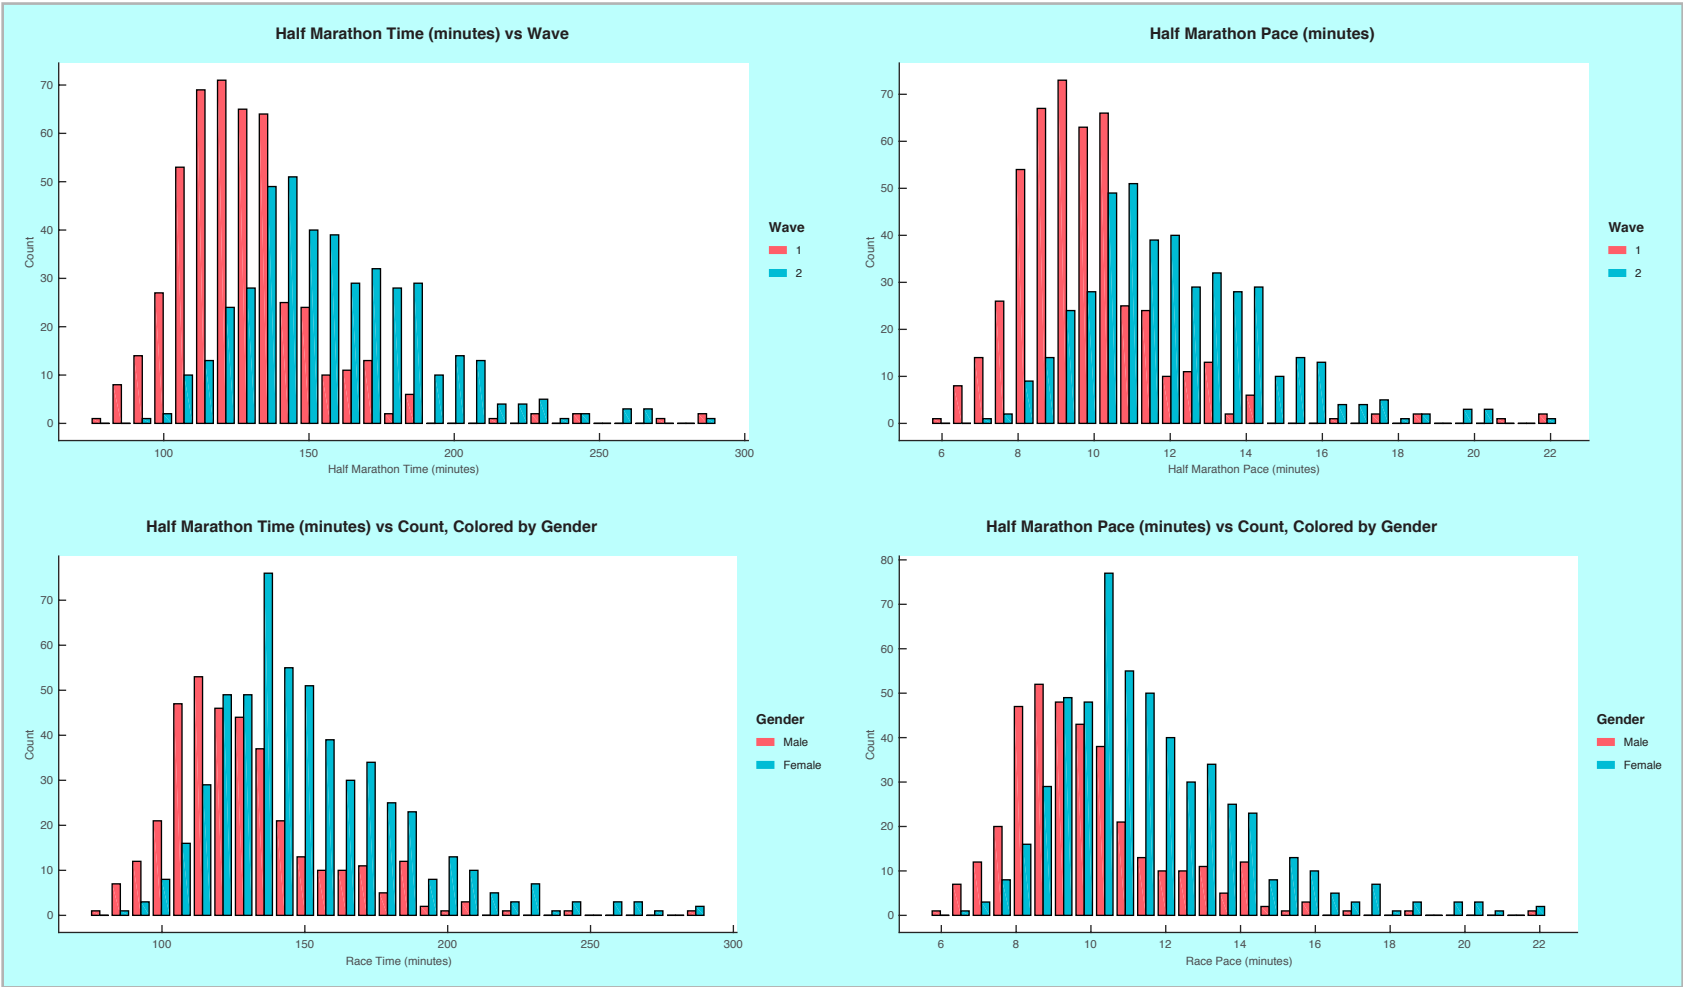 Half Marathon Time (minutes) vs Wave
70
60
50
40
30
20
10
0
Count
100 150 200 250 300
Half Marathon Time (minutes)
Wave
1
2
Half Marathon Pace (minutes)
70
60
50
40
30
20
10
0
Count
6 8 10 12 14 16 18 20 22
Half Marathon Pace (minutes)
Wave
1
2
Half Marathon Time (minutes) vs Count, Colored by Gender
70
60
50
40
30
20
10
0
Count
100 150 200 250 300
Race Time (minutes)
Gender
Male
Female
Half Marathon Pace (minutes) vs Count, Colored by Gender
80
70
60
50
40
30
20
10
0
Count
6 8 10 12 14 16 18 20 22
Race Pace (minutes)
Gender
Male
Female